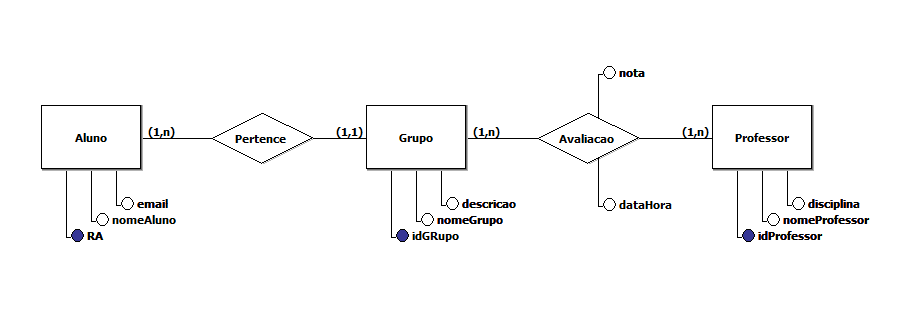 nota
Aluno
(1,n)
Pertence
(1,1)
Grupo
(1,n)
Avaliacao
(1,n)
Professor
email
nomeAluno
RA
descricao
nomeGrupo
idGRupo
dataHora
disciplina
nomeProfessor
idProfessor